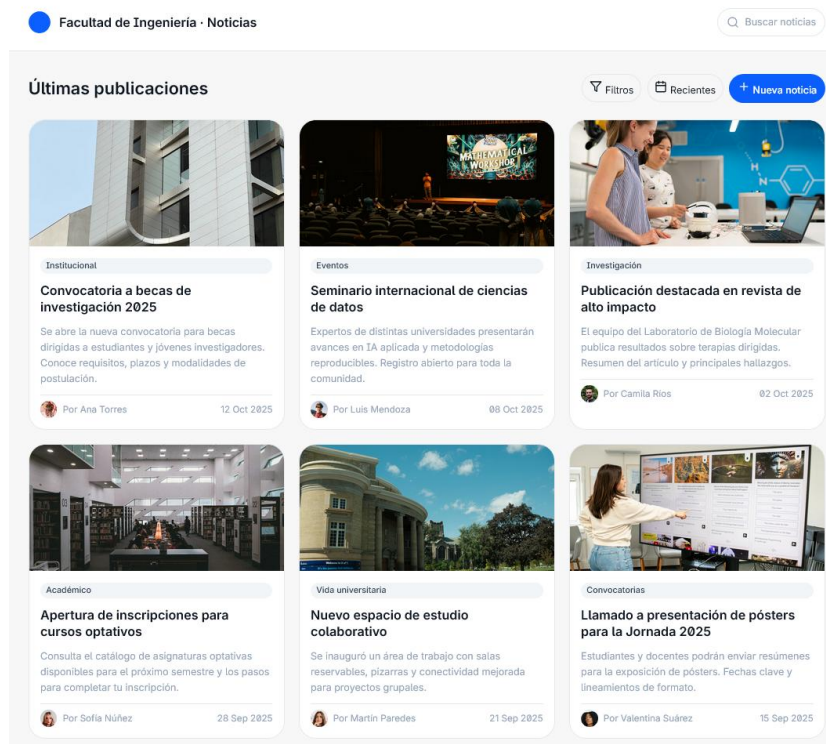 Facultad de Ingeniería · Noticias
Buscar noticias
Últimas publicaciones
Filtros
Recientes
+ Nueva noticia
MATHEMATICAL
WORKSHOP
H
N
Institucional
Convocatoria a becas de
investigación 2025
Se abre la nueva convocatoria para becas
dirigidas a estudiantes y jóvenes investigadores.
Conoce requisitos, plazos y modalidades de
postulación.
Por Ana Torres
12 Oct 2025
Eventos
Seminario internacional de ciencias
de datos
Expertos de distintas universidades presentarán
avances en IA aplicada y metodologías
reproducibles. Registro abierto para toda la
comunidad.
Por Luis Mendoza
08 Oct 2025
Investigación
Publicación destacada en revista de
alto impacto
El equipo del Laboratorio de Biología Molecular
publica resultados sobre terapias dirigidas.
Resumen del artículo y principales hallazgos.
Por Camila Ríos
02 Oct 2025
Académico
Apertura de inscripciones para
cursos optativos
Consulta el catálogo de asignaturas optativas
disponibles para el próximo semestre y los pasos
para completar tu inscripción.
Por Sofía Núñez
28 Sep 2025
Vida universitaria
Nuevo espacio de estudio
colaborativo
Se inauguró un área de trabajo con salas
reservables, pizarras y conectividad mejorada
para proyectos grupales.
Por Martín Paredes
21 Sep 2025
Convocatorias
Llamado a presentación de pósters
para la Jornada 2025
Estudiantes y docentes podrán enviar resúmenes
para la exposición de pósters. Fechas clave y
lineamientos de formato.
Por Valentina Suárez
15 Sep 2025